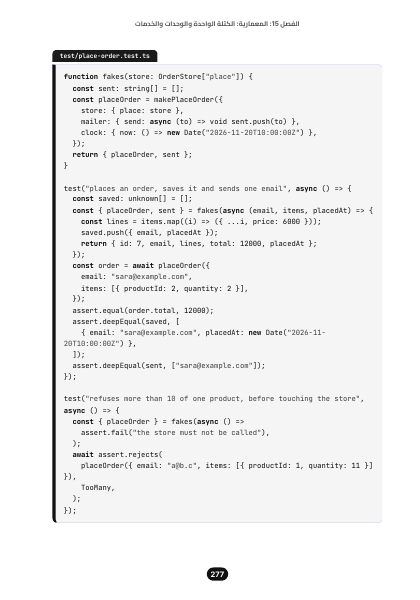 الفصل 15: المعمارية: الكتلة الواحدة والوحدات والخدمات
test/place-order.test.ts
function fakes(store: OrderStore["place"]) {
  const sent: string[] = [];
  const placeOrder = makePlaceOrder({
    store: { place: store },
    mailer: { send: async (to) => void sent.push(to) },
    clock: { now: () => new Date("2026-11-20T10:00:00Z") },
  });
  return { placeOrder, sent };
}
test("places an order, saves it and sends one email", async () => {
  const saved: unknown[] = [];
  const { placeOrder, sent } = fakes(async (email, items, placedAt) => {
    const lines = items.map((i) => ({ ...i, price: 6000 }));
    saved.push({ email, placedAt });
    return { id: 7, email, lines, total: 12000, placedAt };
  });
  const order = await placeOrder({
    email: "sara@example.com",
    items: [{ productId: 2, quantity: 2 }],
  });
  assert.equal(order.total, 12000);
  assert.deepEqual(saved, [
    { email: "sara@example.com", placedAt: new Date("2026-11-
20T10:00:00Z") },
  ]);
  assert.deepEqual(sent, ["sara@example.com"]);
});
test("refuses more than 10 of one product, before touching the store",
async () => {
  const { placeOrder } = fakes(async () =>
    assert.fail("the store must not be called"),
  );
  await assert.rejects(
    placeOrder({ email: "a@b.c", items: [{ productId: 1, quantity: 11 }]
}),
    TooMany,
  );
});
277